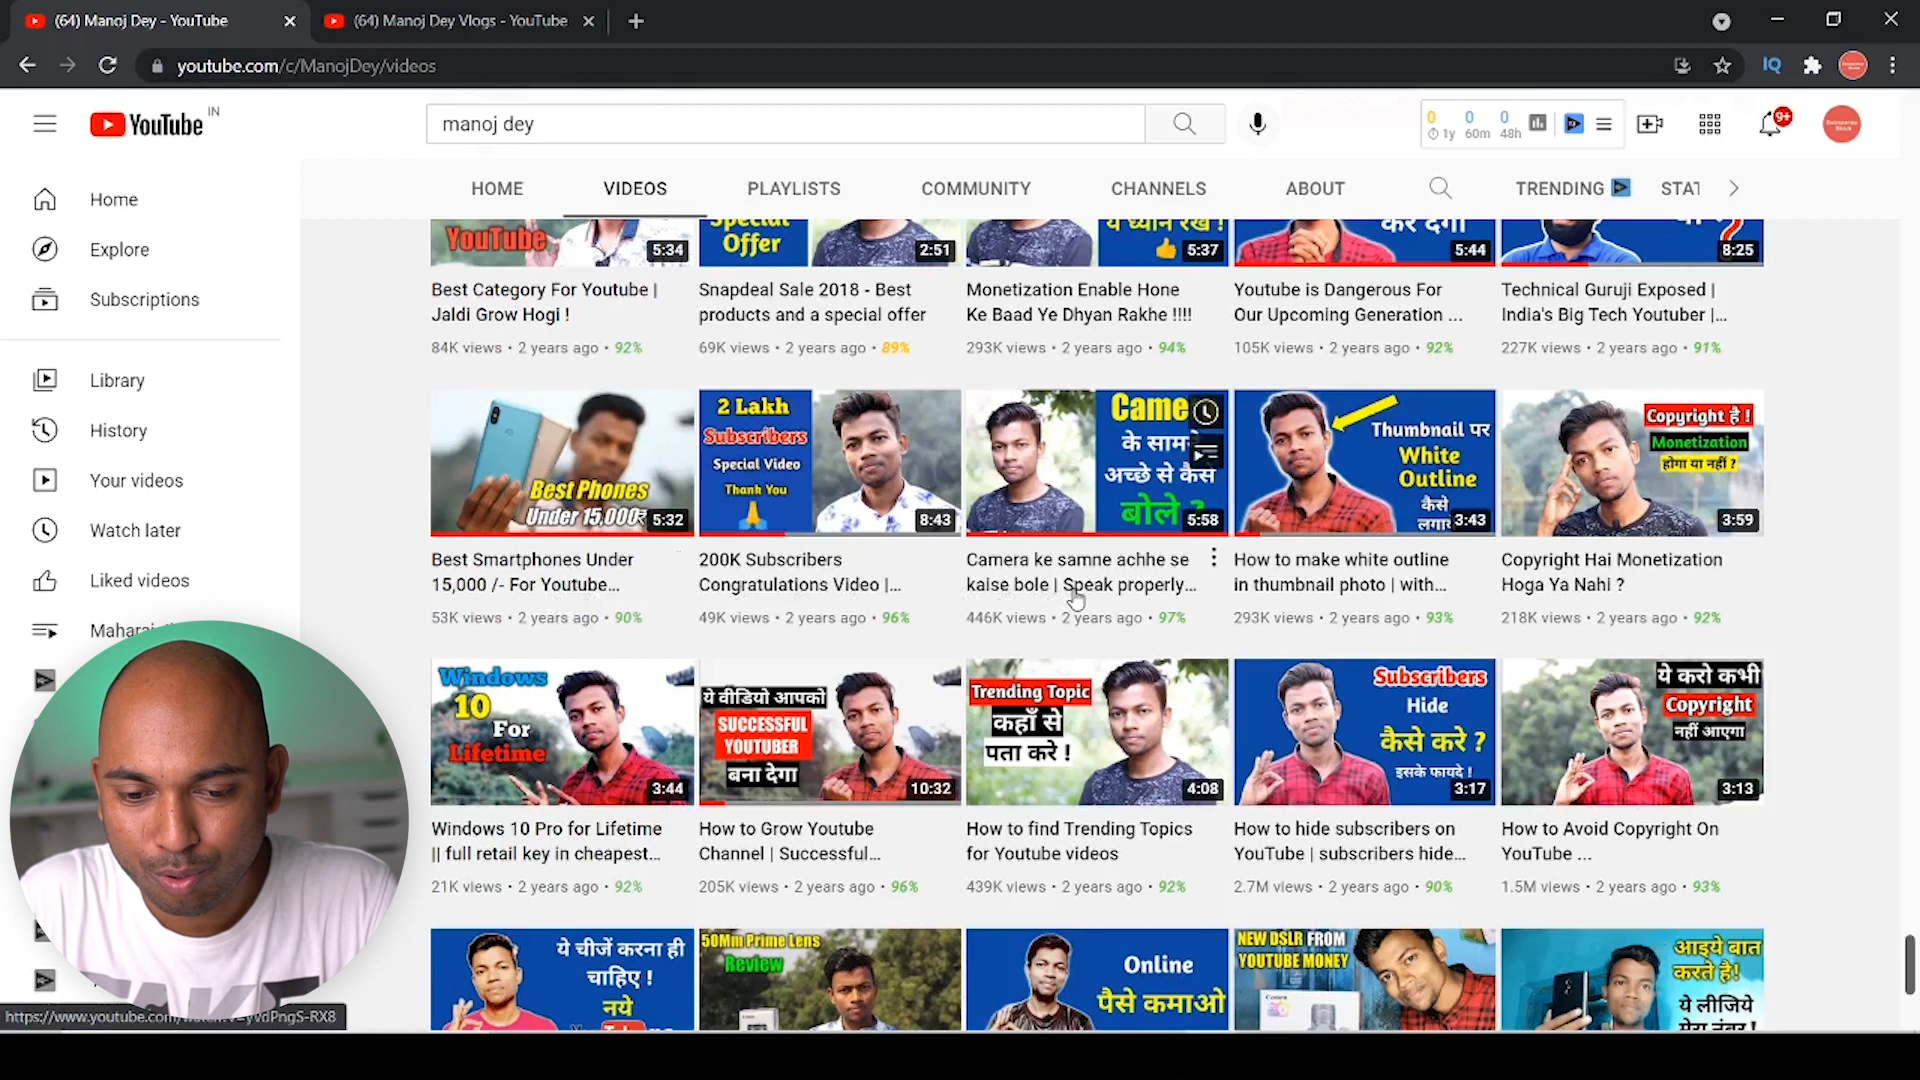 (64) Manoj Dey - YouTube
(64) Manoj Dey Vlogs - YouTube
youtube.com/c/ManojDey/videos
IQ
YouTube IN
manoj dey
0 0 0
1y 60m 48h
9+
Home
Explore
Subscriptions
Library
History
Your videos
Watch later
Liked videos
HOME VIDEOS PLAYLISTS COMMUNITY CHANNELS ABOUT TRENDING STAT
YouTube
5:34
Special
Offer
2:51
ये ध्यान रखे !
5:37
कर देगा
5:44
8:25
Best Category For Youtube |
Jaldi Grow Hogi !
84K views • 2 years ago • 92%
Snapdeal Sale 2018 - Best
products and a special offer
69K views • 2 years ago • 89%
Monetization Enable Hone
Ke Baad Ye Dhyan Rakhe !!!!
293K views • 2 years ago • 94%
Youtube is Dangerous For
Our Upcoming Generation ...
105K views • 2 years ago • 92%
Technical Guruji Exposed |
India's Big Tech Youtuber |...
227K views • 2 years ago • 91%
Best Phones
Under 15,000₹
5:32
2 Lakh
Subscribers
Special Video
Thank You
8:43
Came
के सामने
अच्छे से कैसे
बोले ?
5:58
Thumbnail पर
White
Outline
कैसे
लगाए
3:43
Copyright है !
Monetization
होगा या नहीं ?
3:59
Best Smartphones Under
15,000 /- For Youtube...
53K views • 2 years ago • 90%
200K Subscribers
Congratulations Video |...
49K views • 2 years ago • 96%
Camera ke samne achhe se
kaise bole | Speak properly...
446K views • 2 years ago • 97%
How to make white outline
in thumbnail photo | with...
293K views • 2 years ago • 93%
Copyright Hai Monetization
Hoga Ya Nahi ?
218K views • 2 years ago • 92%
Windows
10
For
Lifetime
3:44
ये वीडियो आपको
SUCCESSFUL
YOUTUBER
बना देगा
10:32
Trending Topic
कहाँ से
पता करे !
4:08
Subscribers
Hide
कैसे करे ?
इसके फायदे !
3:17
ये करो कभी
Copyright
नहीं आएगा
3:13
Windows 10 Pro for Lifetime
|| full retail key in cheapest...
21K views • 2 years ago • 92%
How to Grow Youtube
Channel | Successful...
205K views • 2 years ago • 96%
How to find Trending Topics
for Youtube videos
439K views • 2 years ago • 92%
How to hide subscribers on
YouTube | subscribers hide...
2.7M views • 2 years ago • 90%
How to Avoid Copyright On
YouTube ...
1.5M views • 2 years ago • 93%
ये चीजें करना ही
चाहिए !
नये
50Mm Prime Lens
Review
Online
पैसे कमाओ
NEW DSLR FROM
YOUTUBE MONEY
आइये बात
करते है!
ये लीजिये
मेरा नंबर !